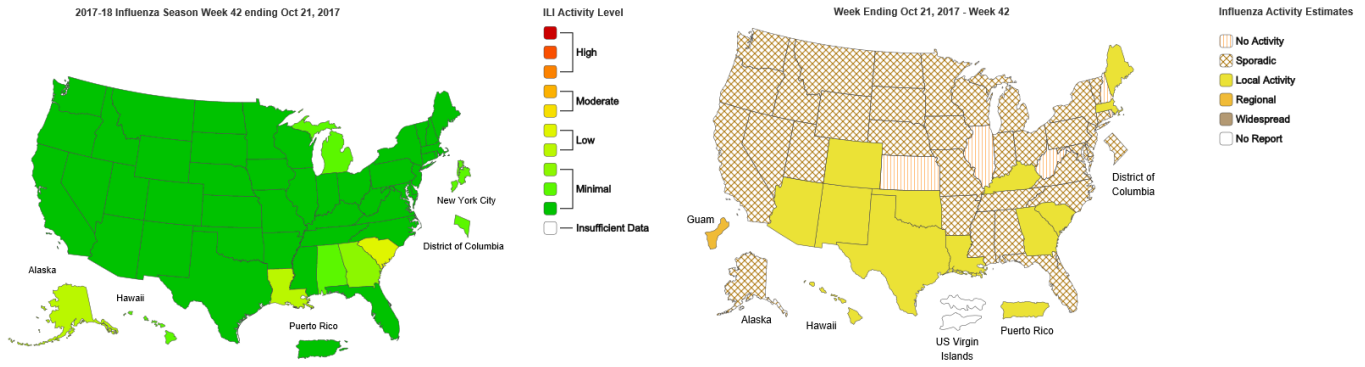 2017-18 Influenza Season Week 42 ending Oct 21, 2017
ILI Activity Level
High
Moderate
Low
Minimal
Insufficient Data
New York City
District of Columbia
Alaska
Hawaii
Puerto Rico
Week Ending Oct 21, 2017 - Week 42
Influenza Activity Estimates
No Activity
Sporadic
Local Activity
Regional
Widespread
No Report
District of
Columbia
Guam
Alaska
Hawaii
US Virgin
Islands
Puerto Rico